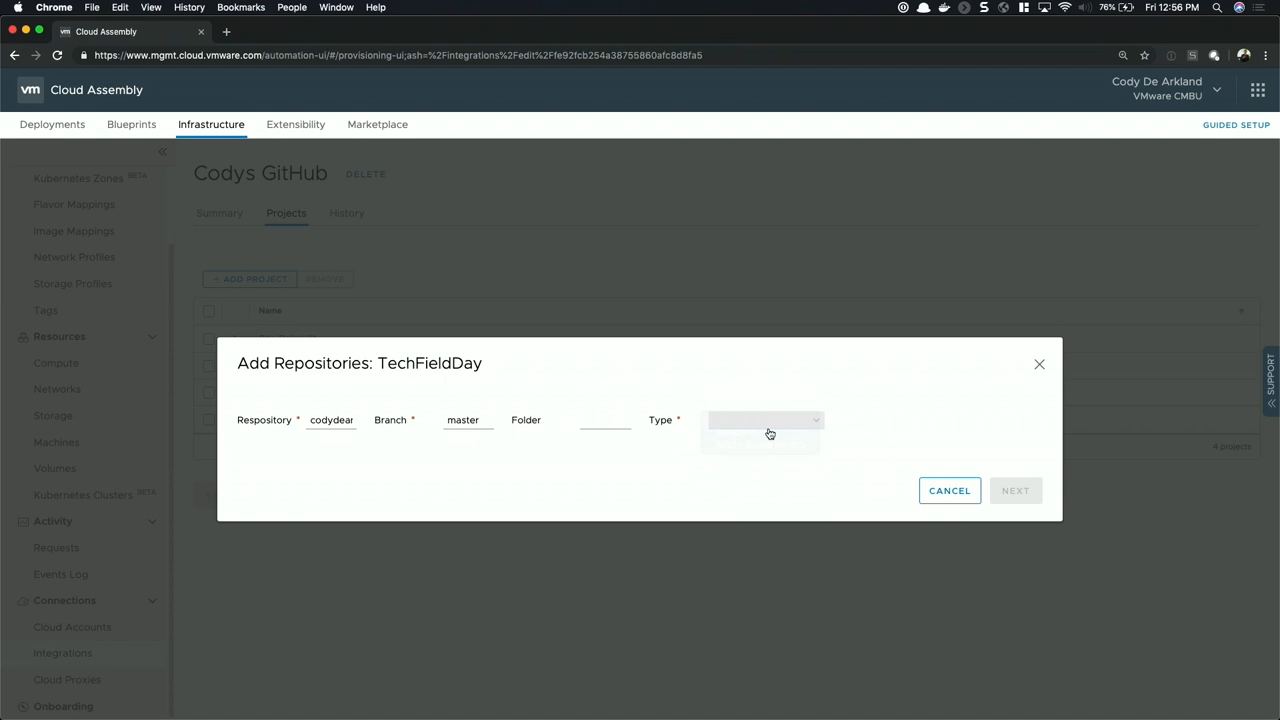 Chrome File Edit View History Bookmarks People Window Help 76% Fri 12:56 PM
vm Cloud Assembly
https://www.mgmt.cloud.vmware.com/automation-ui/#/provisioning-ui;ash=%2Fintegrations%2Fedit%2Ffe92fcb254a38755860afc8d8fa5
vm Cloud Assembly
Cody De Arkland
VMware CMBU
Deployments Blueprints Infrastructure Extensibility Marketplace GUIDED SETUP
Kubernetes Zones BETA
Flavor Mappings
Image Mappings
Network Profiles
Storage Profiles
Tags
Resources
Compute
Networks
Storage
Machines
Volumes
Kubernetes Clusters BETA
Activity
Requests
Events Log
Connections
Cloud Accounts
Integrations
Cloud Proxies
Onboarding
Codys GitHub DELETE
Summary Projects History
+ ADD PROJECT REMOVE
Name
Add Repositories: TechFieldDay
Respository * codydear Branch * master Folder Type *
4 projects
CANCEL NEXT
SUPPORT